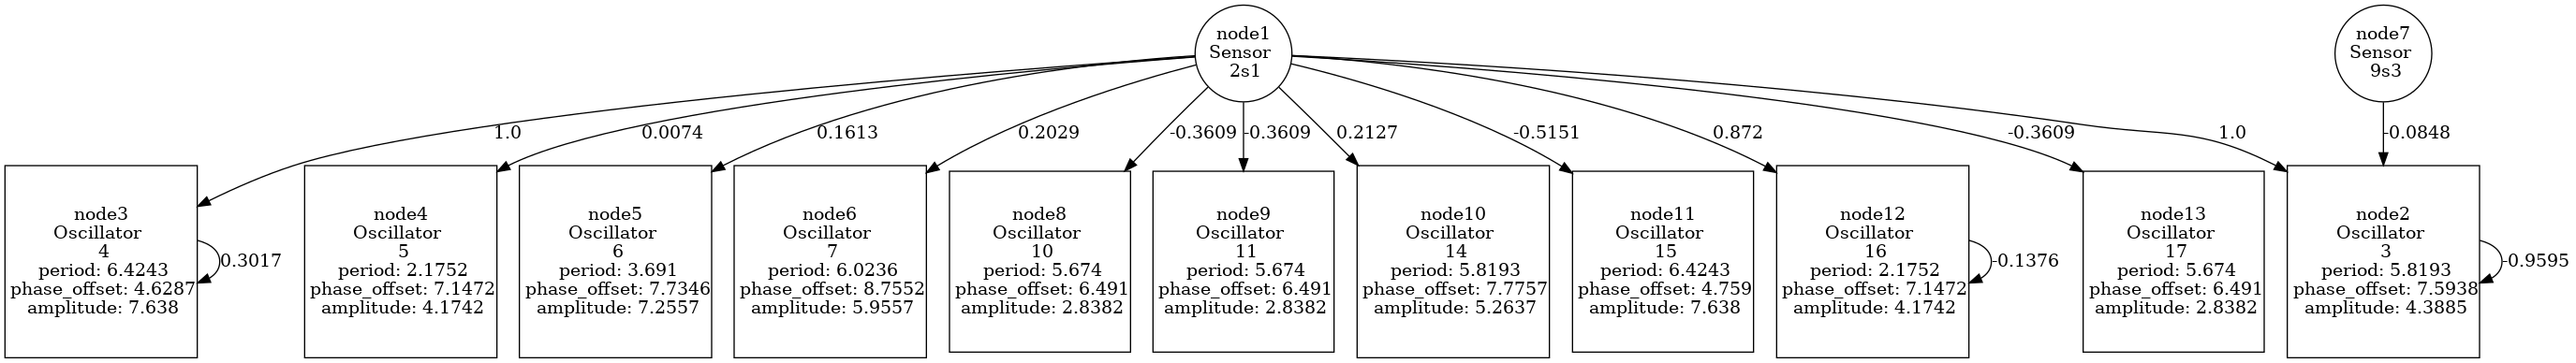 node1
Sensor
2s1
node7
Sensor
9s3
1.0
0.0074
0.1613
0.2029
-0.3609
-0.3609
0.2127
-0.5151
0.872
-0.3609
1.0
-0.0848
node3
Oscillator
4
period: 6.4243
phase_offset: 4.6287
amplitude: 7.638
0.3017
node4
Oscillator
5
period: 2.1752
phase_offset: 7.1472
amplitude: 4.1742
node5
Oscillator
6
period: 3.691
phase_offset: 7.7346
amplitude: 7.2557
node6
Oscillator
7
period: 6.0236
phase_offset: 8.7552
amplitude: 5.9557
node8
Oscillator
10
period: 5.674
phase_offset: 6.491
amplitude: 2.8382
node9
Oscillator
11
period: 5.674
phase_offset: 6.491
amplitude: 2.8382
node10
Oscillator
14
period: 5.8193
phase_offset: 7.7757
amplitude: 5.2637
node11
Oscillator
15
period: 6.4243
phase_offset: 4.759
amplitude: 7.638
node12
Oscillator
16
period: 2.1752
phase_offset: 7.1472
amplitude: 4.1742
-0.1376
node13
Oscillator
17
period: 5.674
phase_offset: 6.491
amplitude: 2.8382
node2
Oscillator
3
period: 5.8193
phase_offset: 7.5938
amplitude: 4.3885
-0.9595